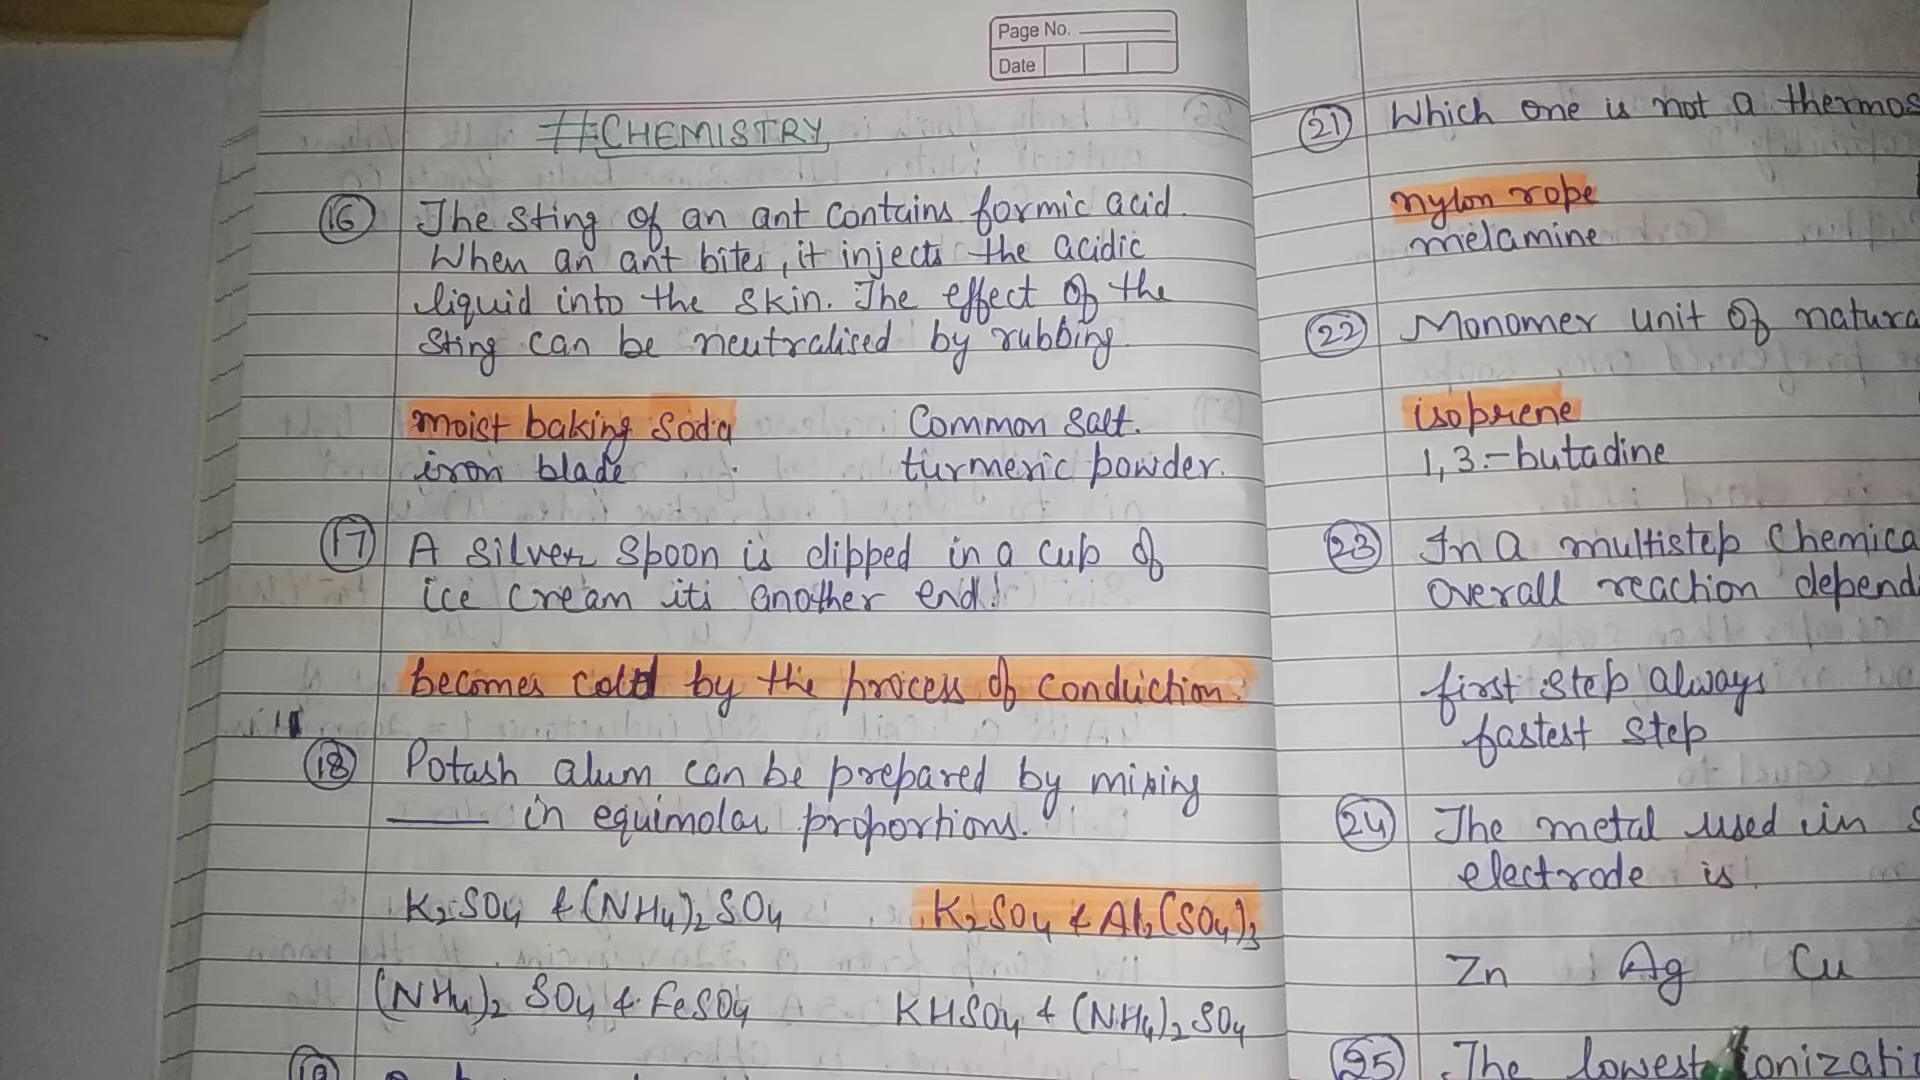 Page No.
Date
#CHEMISTRY
16 The sting of an ant contains formic acid.
When an ant bites, it injects the acidic
liquid into the skin. The effect of the
sting can be neutralised by rubbing
moist baking soda common salt.
iron blade turmeric powder.
17 A silver spoon is dipped in a cup of
ice cream its another end.
becomes cold by the process of conduction.
18 Potash alum can be prepared by mixing
____ in equimolar proportions.
K₂SO₄ & (NH₄)₂ SO₄ K₂SO₄ & Al₂(SO₄)₃
(NH₄)₂ SO₄ & FeSO₄ KHSO₄ & (NH₄)₂ SO₄
19
21 Which one is not a thermos
nylon rope
melamine
22 Monomer unit of natura
isoprene
1,3-butadine
23 In a multistep chemica
overall reaction depend
first step always
fastest step
24 The metal used in s
electrode is
Zn Ag Cu
25 The lowest ionizati